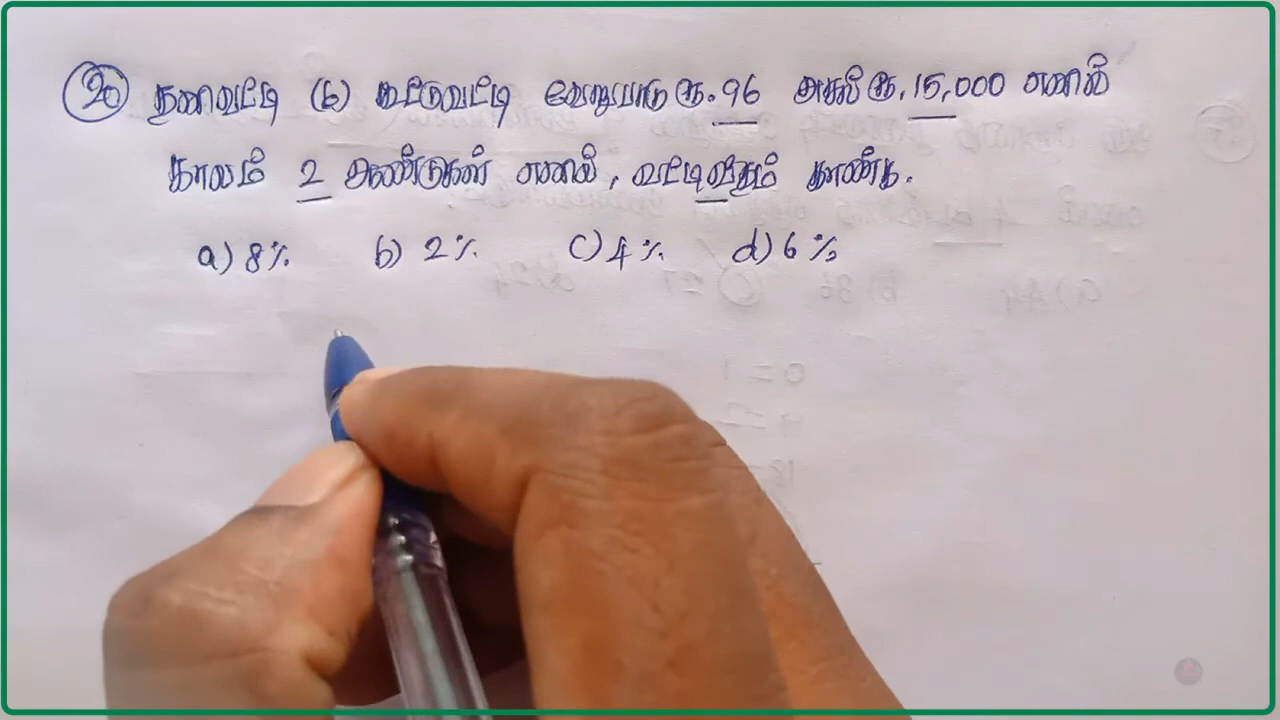 20 தனிவட்டி (b) கூட்டுவட்டி வேறுபாடு ரூ.96 அசல் ரூ.15,000 எனில்
காலம் 2 ஆண்டுகள் எனில், வட்டிவீதம் காண்க.
a) 8% b) 2% c) 4% d) 6%